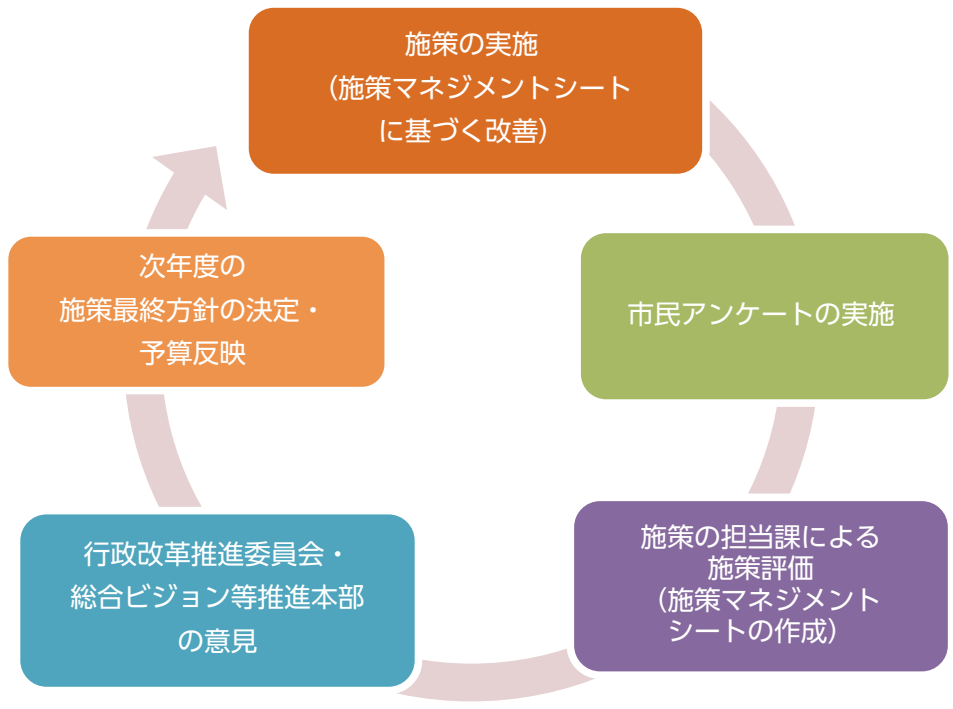 施策の実施
（施策マネジメントシート
に基づく改善）
市民アンケートの実施
施策の担当課による
施策評価
（施策マネジメント
シートの作成）
行政改革推進委員会・
総合ビジョン等推進本部
の意見
次年度の
施策最終方針の決定・
予算反映